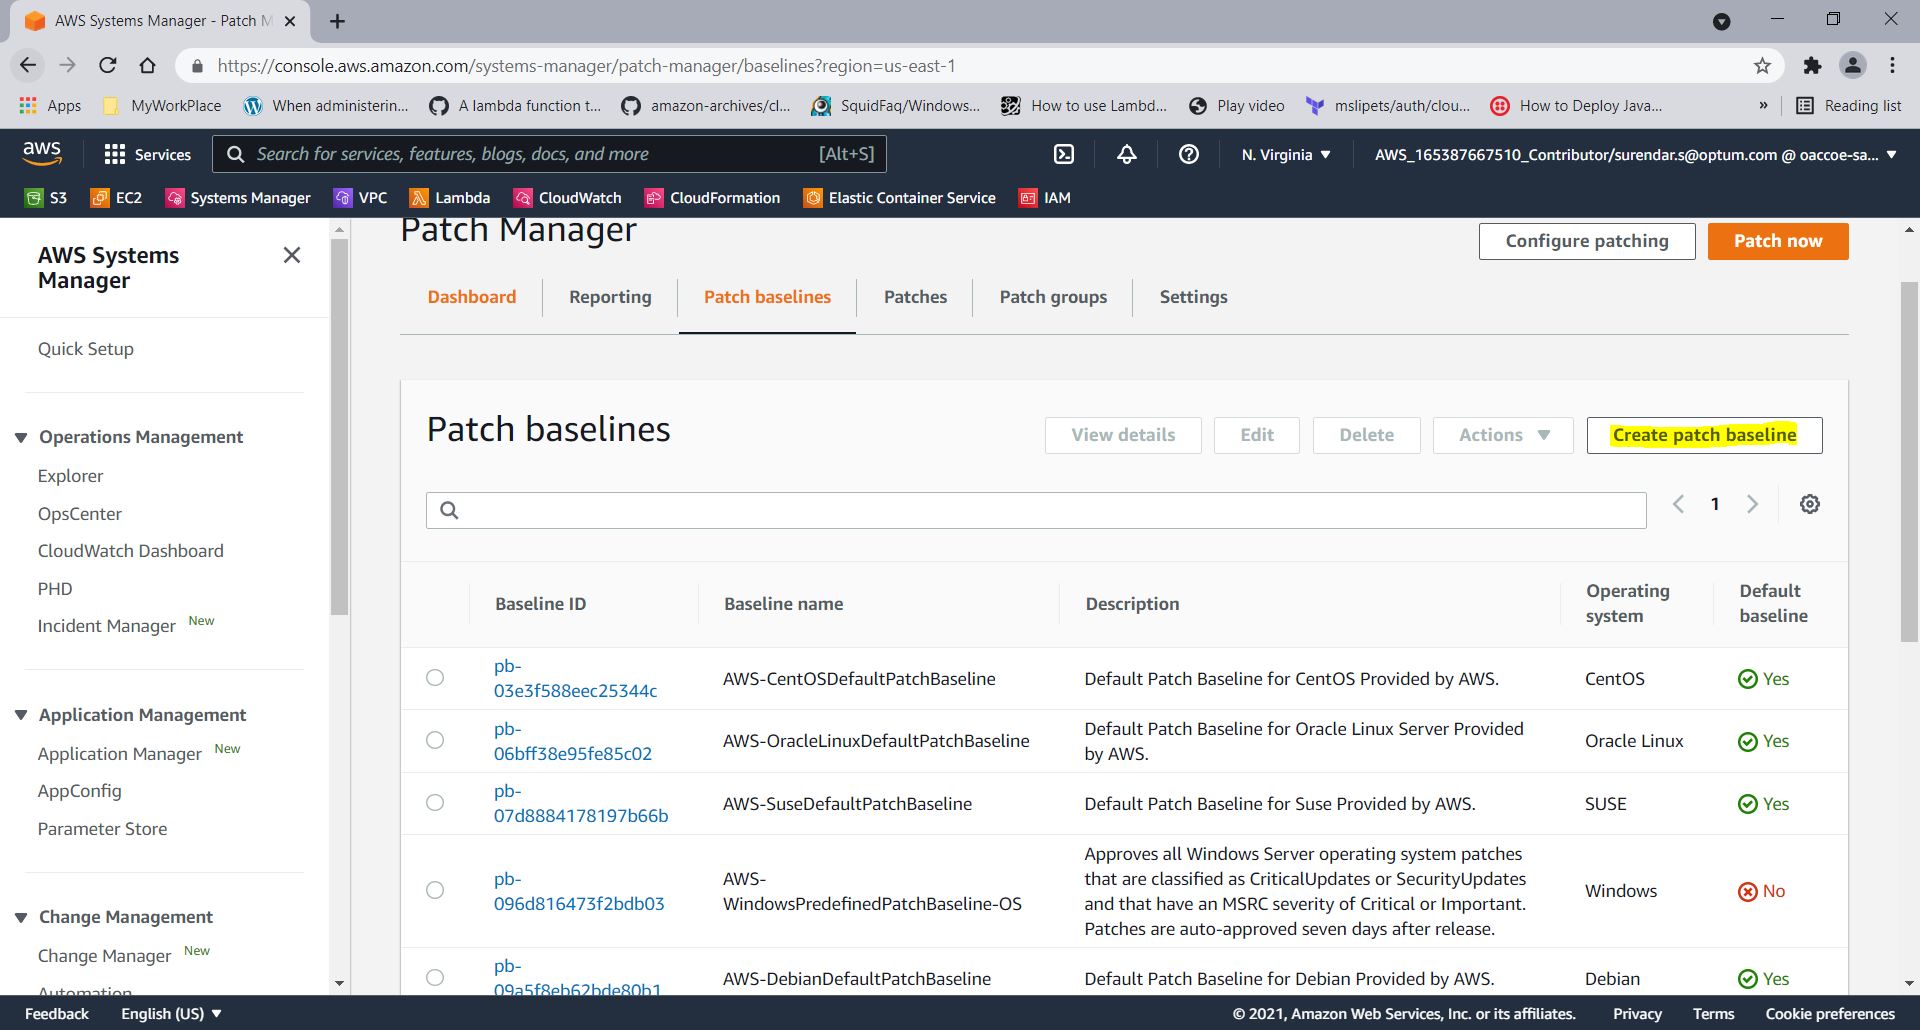 AWS Systems Manager - Patch M
https://console.aws.amazon.com/systems-manager/patch-manager/baselines?region=us-east-1
Apps
MyWorkPlace
When administerin...
A lambda function t...
amazon-archives/cl...
SquidFaq/Windows...
How to use Lambd...
Play video
mslipets/auth/clou...
How to Deploy Java...
»
Reading list
aws
Services
Search for services, features, blogs, docs, and more
[Alt+S]
N. Virginia
AWS_165387667510_Contributor/surendar.s@optum.com @ oaccoe-sa...
S3
EC2
Systems Manager
VPC
Lambda
CloudWatch
CloudFormation
Elastic Container Service
IAM
AWS Systems
Manager
Quick Setup
Operations Management
Explorer
OpsCenter
CloudWatch Dashboard
PHD
Incident Manager New
Application Management
Application Manager New
AppConfig
Parameter Store
Change Management
Change Manager New
Automation
Patch Manager
Configure patching
Patch now
Dashboard
Reporting
Patch baselines
Patches
Patch groups
Settings
Patch baselines
View details
Edit
Delete
Actions
Create patch baseline
1
Baseline ID
Baseline name
Description
Operating
system
Default
baseline
pb-
03e3f588eec25344c
AWS-CentOSDefaultPatchBaseline
Default Patch Baseline for CentOS Provided by AWS.
CentOS
Yes
pb-
06bff38e95fe85c02
AWS-OracleLinuxDefaultPatchBaseline
Default Patch Baseline for Oracle Linux Server Provided
by AWS.
Oracle Linux
Yes
pb-
07d8884178197b66b
AWS-SuseDefaultPatchBaseline
Default Patch Baseline for Suse Provided by AWS.
SUSE
Yes
pb-
096d816473f2bdb03
AWS-
WindowsPredefinedPatchBaseline-OS
Approves all Windows Server operating system patches
that are classified as CriticalUpdates or SecurityUpdates
and that have an MSRC severity of Critical or Important.
Patches are auto-approved seven days after release.
Windows
No
pb-
09a5f8eb62bde80b1
AWS-DebianDefaultPatchBaseline
Default Patch Baseline for Debian Provided by AWS.
Debian
Yes
Feedback
English (US)
© 2021, Amazon Web Services, Inc. or its affiliates.
Privacy
Terms
Cookie preferences